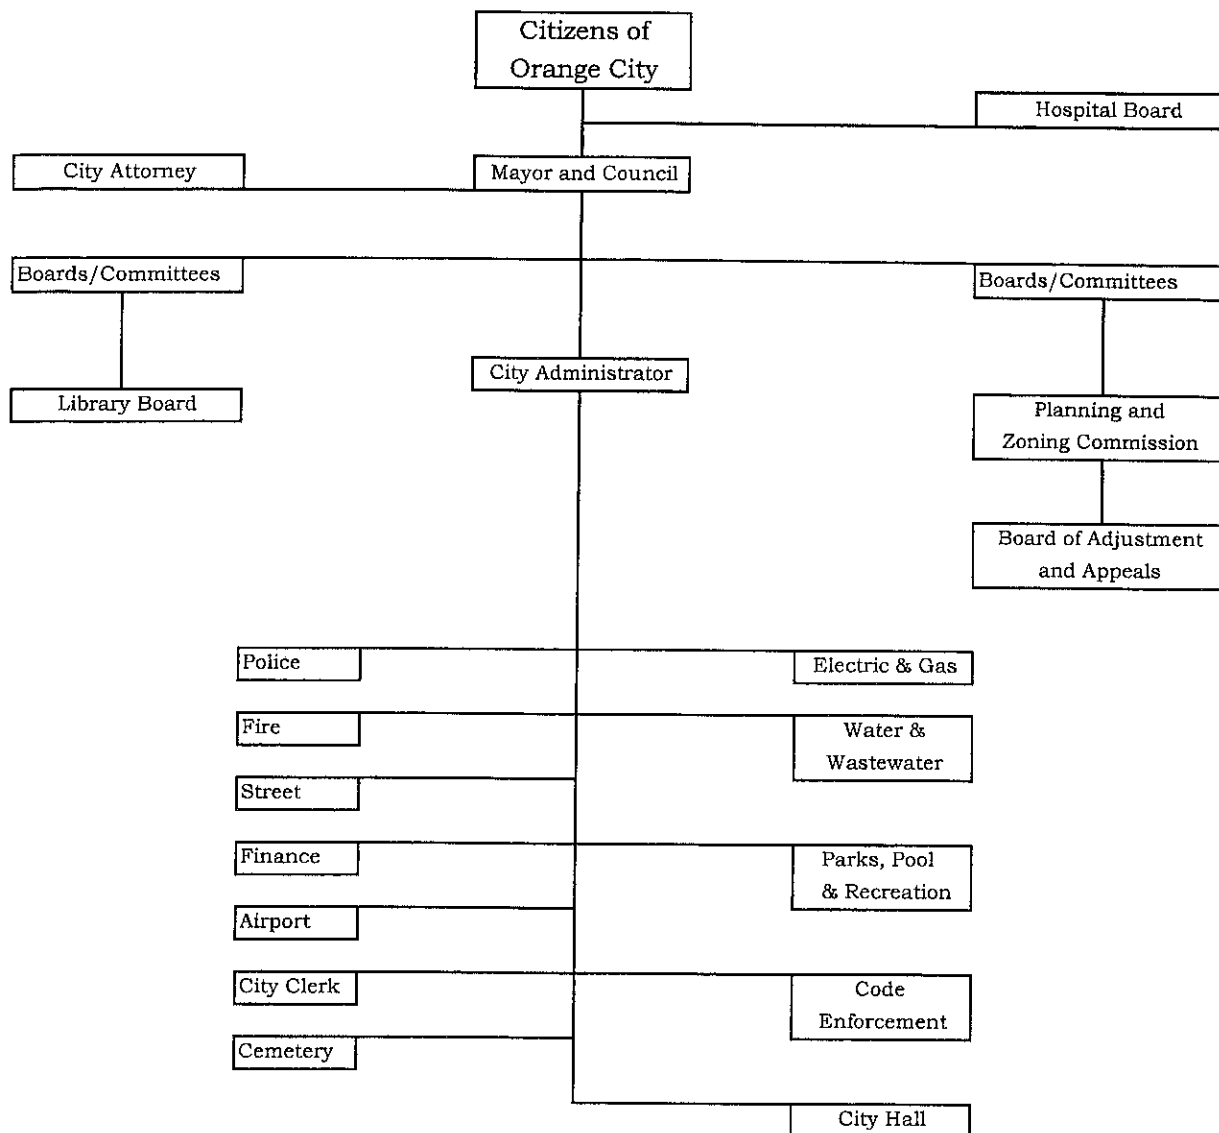 Citizens of
Orange City
Hospital Board
City Attorney
Mayor and Council
Boards/Committees
Boards/Committees
City Administrator
Library Board
Planning and
Zoning Commission
Board of Adjustment
and Appeals
Police
Electric & Gas
Fire
Water &
Wastewater
Street
Finance
Parks, Pool
& Recreation
Airport
City Clerk
Code
Enforcement
Cemetery
City Hall